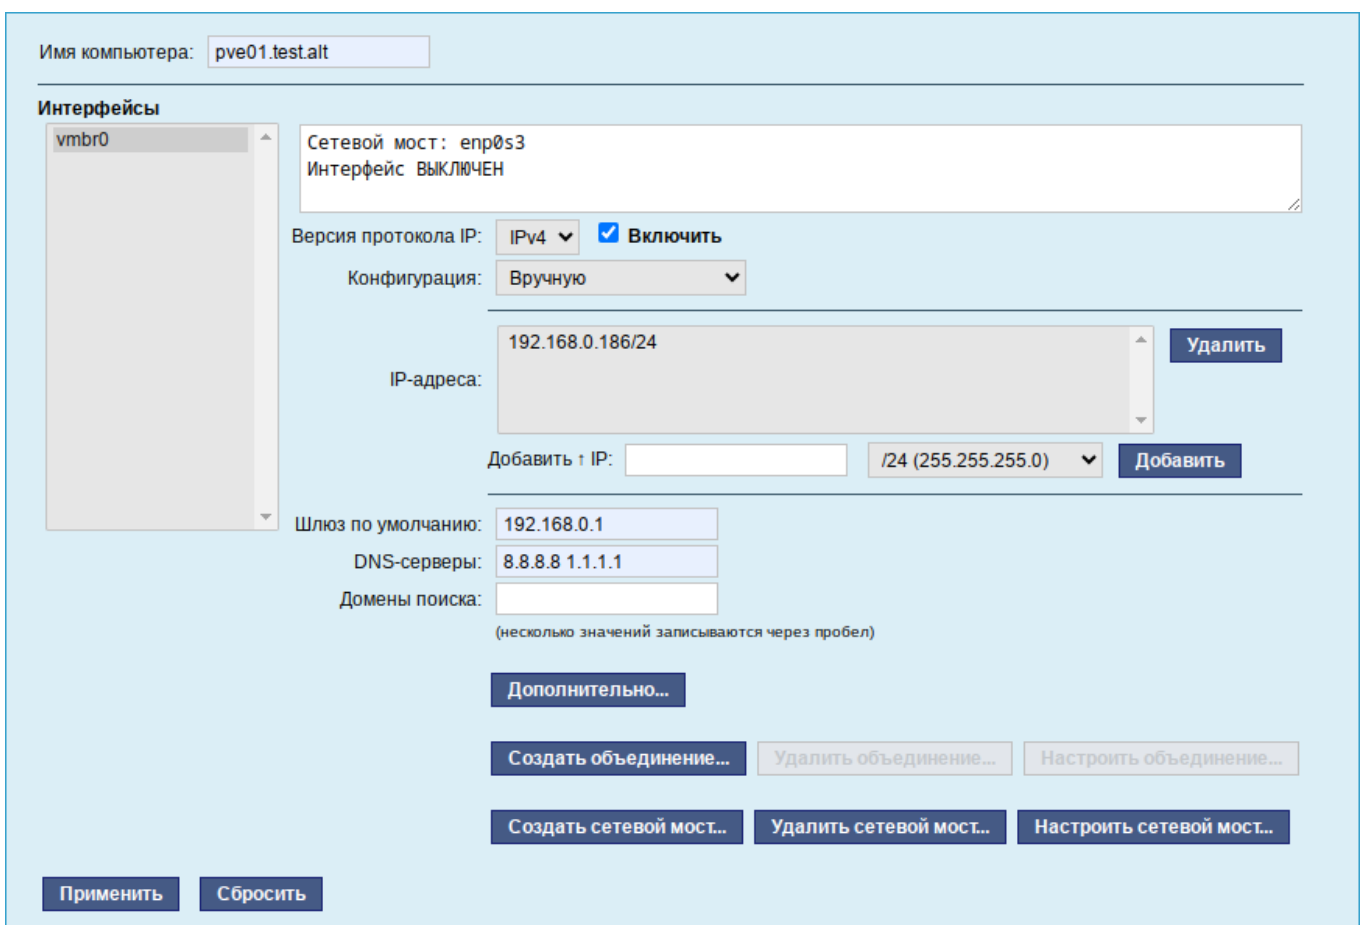 Имя компьютера: pve01.test.alt
Интерфейсы
vmbr0
Сетевой мост: enp0s3
Интерфейс ВЫКЛЮЧЕН
Версия протокола IP: IPv4 Включить
Конфигурация: Вручную
IP-адреса: 192.168.0.186/24 Удалить
Добавить ↑ IP: /24 (255.255.255.0) Добавить
Шлюз по умолчанию: 192.168.0.1
DNS-серверы: 8.8.8.8 1.1.1.1
Домены поиска:
(несколько значений записываются через пробел)
Дополнительно...
Создать объединение... Удалить объединение... Настроить объединение...
Создать сетевой мост... Удалить сетевой мост... Настроить сетевой мост...
Применить Сбросить